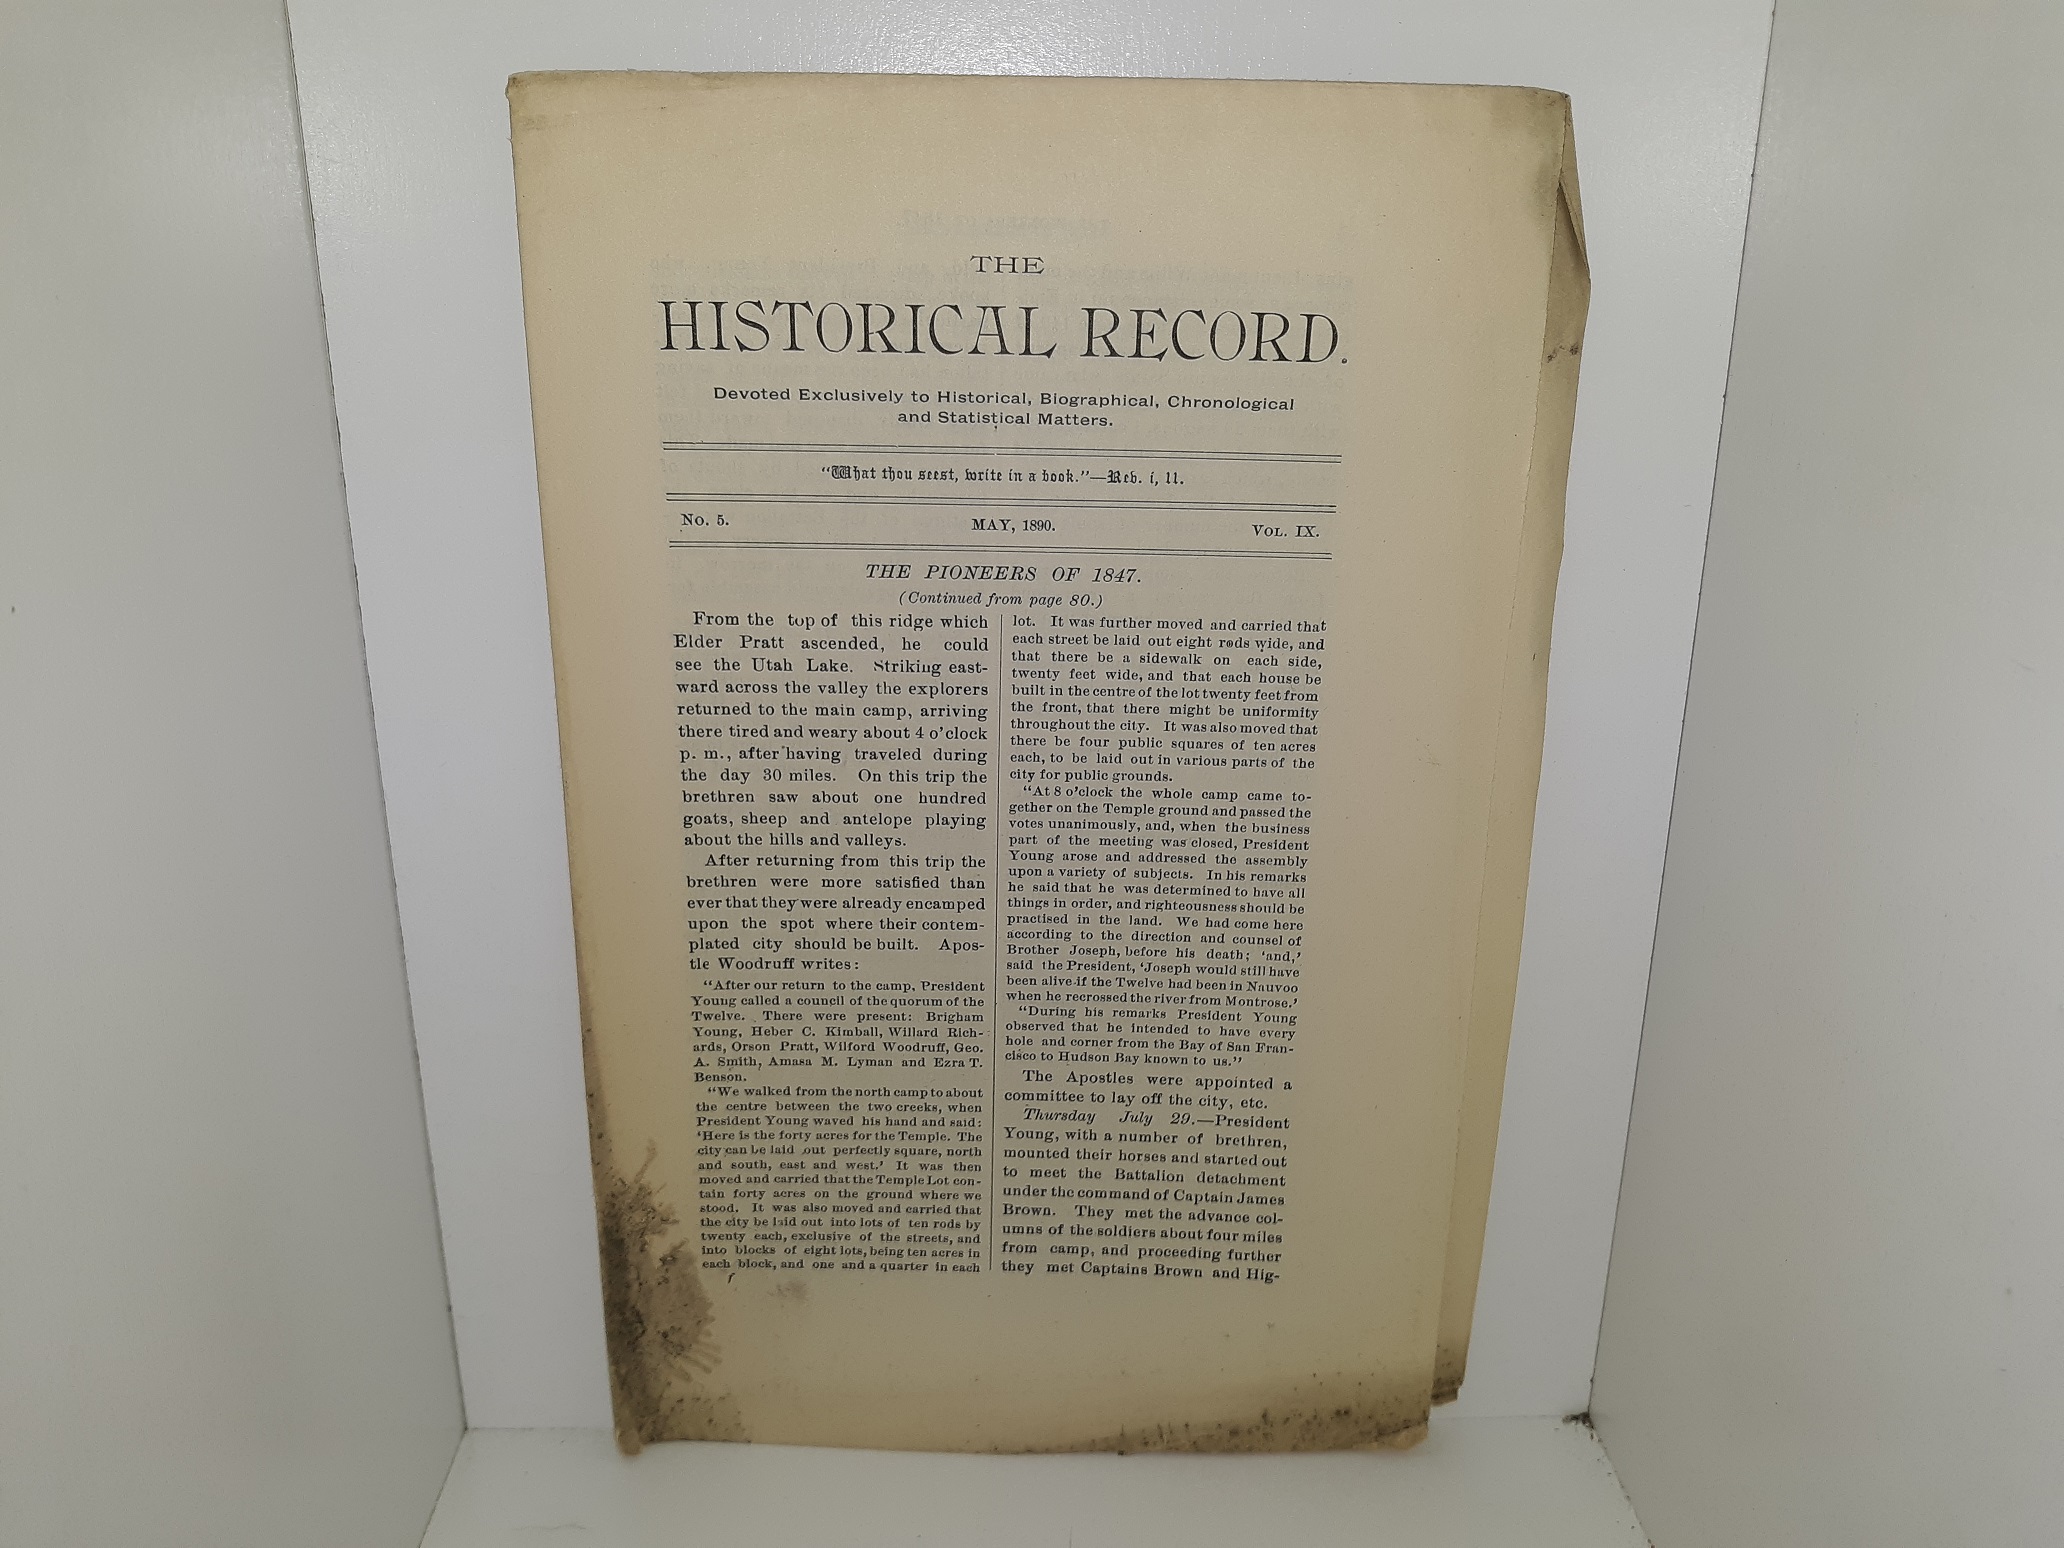 THE
HISTORICAL RECORD.
Devoted Exclusively to Historical, Biographical, Chronological
and Statistical Matters.
"What thou seest, write in a book."—Rev. i, 11.
No. 5. MAY, 1890. VOL. IX.
THE PIONEERS OF 1847.
(Continued from page 80.)
From the top of this ridge which
Elder Pratt ascended, he could
see the Utah Lake. Striking east-
ward across the valley the explorers
returned to the main camp, arriving
there tired and weary about 4 o'clock
p. m., after having traveled during
the day 30 miles. On this trip the
brethren saw about one hundred
goats, sheep and antelope playing
about the hills and valleys.
After returning from this trip the
brethren were more satisfied than
ever that they were already encamped
upon the spot where their contem-
plated city should be built. Apos-
tle Woodruff writes:
"After our return to the camp, President
Young called a council of the quorum of the
Twelve. There were present: Brigham
Young, Heber C. Kimball, Willard Rich-
ards, Orson Pratt, Wilford Woodruff, Geo.
A. Smith, Amasa M. Lyman and Ezra T.
Benson.
"We walked from the north camp to about
the centre between the two creeks, when
President Young waved his hand and said:
'Here is the forty acres for the Temple. The
city can be laid out perfectly square, north
and south, east and west.' It was then
moved and carried that the Temple Lot con-
tain forty acres on the ground where we
stood. It was also moved and carried that
the city be laid out into lots of ten rods by
twenty each, exclusive of the streets, and
into blocks of eight lots, being ten acres in
each block, and one and a quarter in each
lot. It was further moved and carried that
each street be laid out eight rods wide, and
that there be a sidewalk on each side,
twenty feet wide, and that each house be
built in the centre of the lot twenty feet from
the front, that there might be uniformity
throughout the city. It was also moved that
there be four public squares of ten acres
each, to be laid out in various parts of the
city for public grounds.
"At 8 o'clock the whole camp came to-
gether on the Temple ground and passed the
votes unanimously, and, when the business
part of the meeting was closed, President
Young arose and addressed the assembly
upon a variety of subjects. In his remarks
he said that he was determined to have all
things in order, and righteousness should be
practised in the land. We had come here
according to the direction and counsel of
Brother Joseph, before his death; 'and,'
said the President, 'Joseph would still have
been alive if the Twelve had been in Nauvoo
when he recrossed the river from Montrose.'
"During his remarks President Young
observed that he intended to have every
hole and corner from the Bay of San Fran-
cisco to Hudson Bay known to us."
The Apostles were appointed a
committee to lay off the city, etc.
Thursday July 29.—President
Young, with a number of brethren,
mounted their horses and started out
to meet the Battalion detachment
under the command of Captain James
Brown. They met the advance col-
umns of the soldiers about four miles
from camp, and proceeding further
they met Captains Brown and Hig-